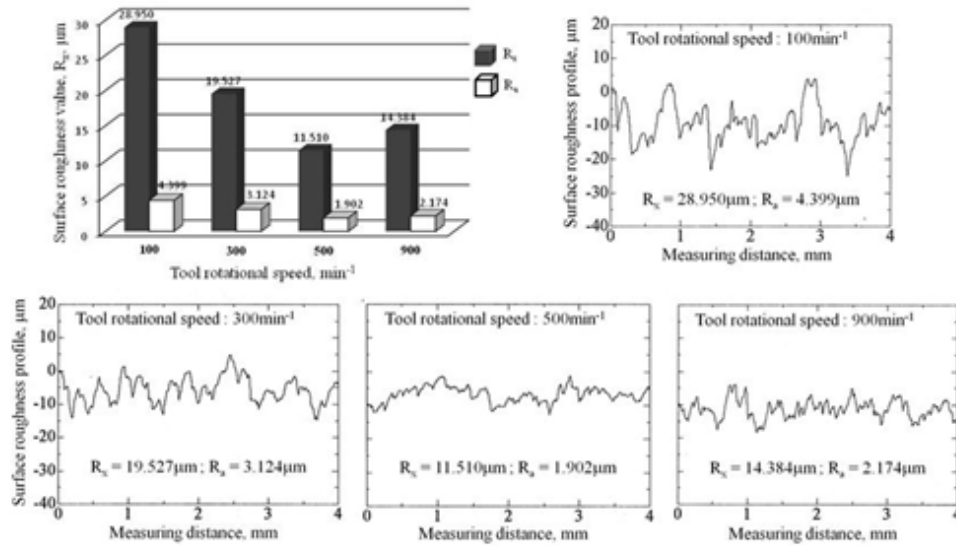 Surface roughness value, Rx, μm
30
25
20
15
10
5
0
28.950
4.399
19.527
3.124
11.510
1.902
14.384
2.174
100 300 500 900
Tool rotational speed, min-1
Rx
Ra
Surface roughness profile, μm
20
10
0
-10
-20
-30
-40
Tool rotational speed : 100min-1
Rx = 28.950μm ; Ra = 4.399μm
0 1 2 3 4
Measuring distance, mm
Surface roughness profile, μm
20
10
0
-10
-20
-30
-40
Tool rotational speed : 300min-1
Rx = 19.527μm ; Ra = 3.124μm
0 1 2 3 4
Measuring distance, mm
Tool rotational speed : 500min-1
Rx = 11.510μm ; Ra = 1.902μm
0 1 2 3 4
Measuring distance, mm
Tool rotational speed : 900min-1
Rx = 14.384μm ; Ra = 2.174μm
0 1 2 3 4
Measuring distance, mm